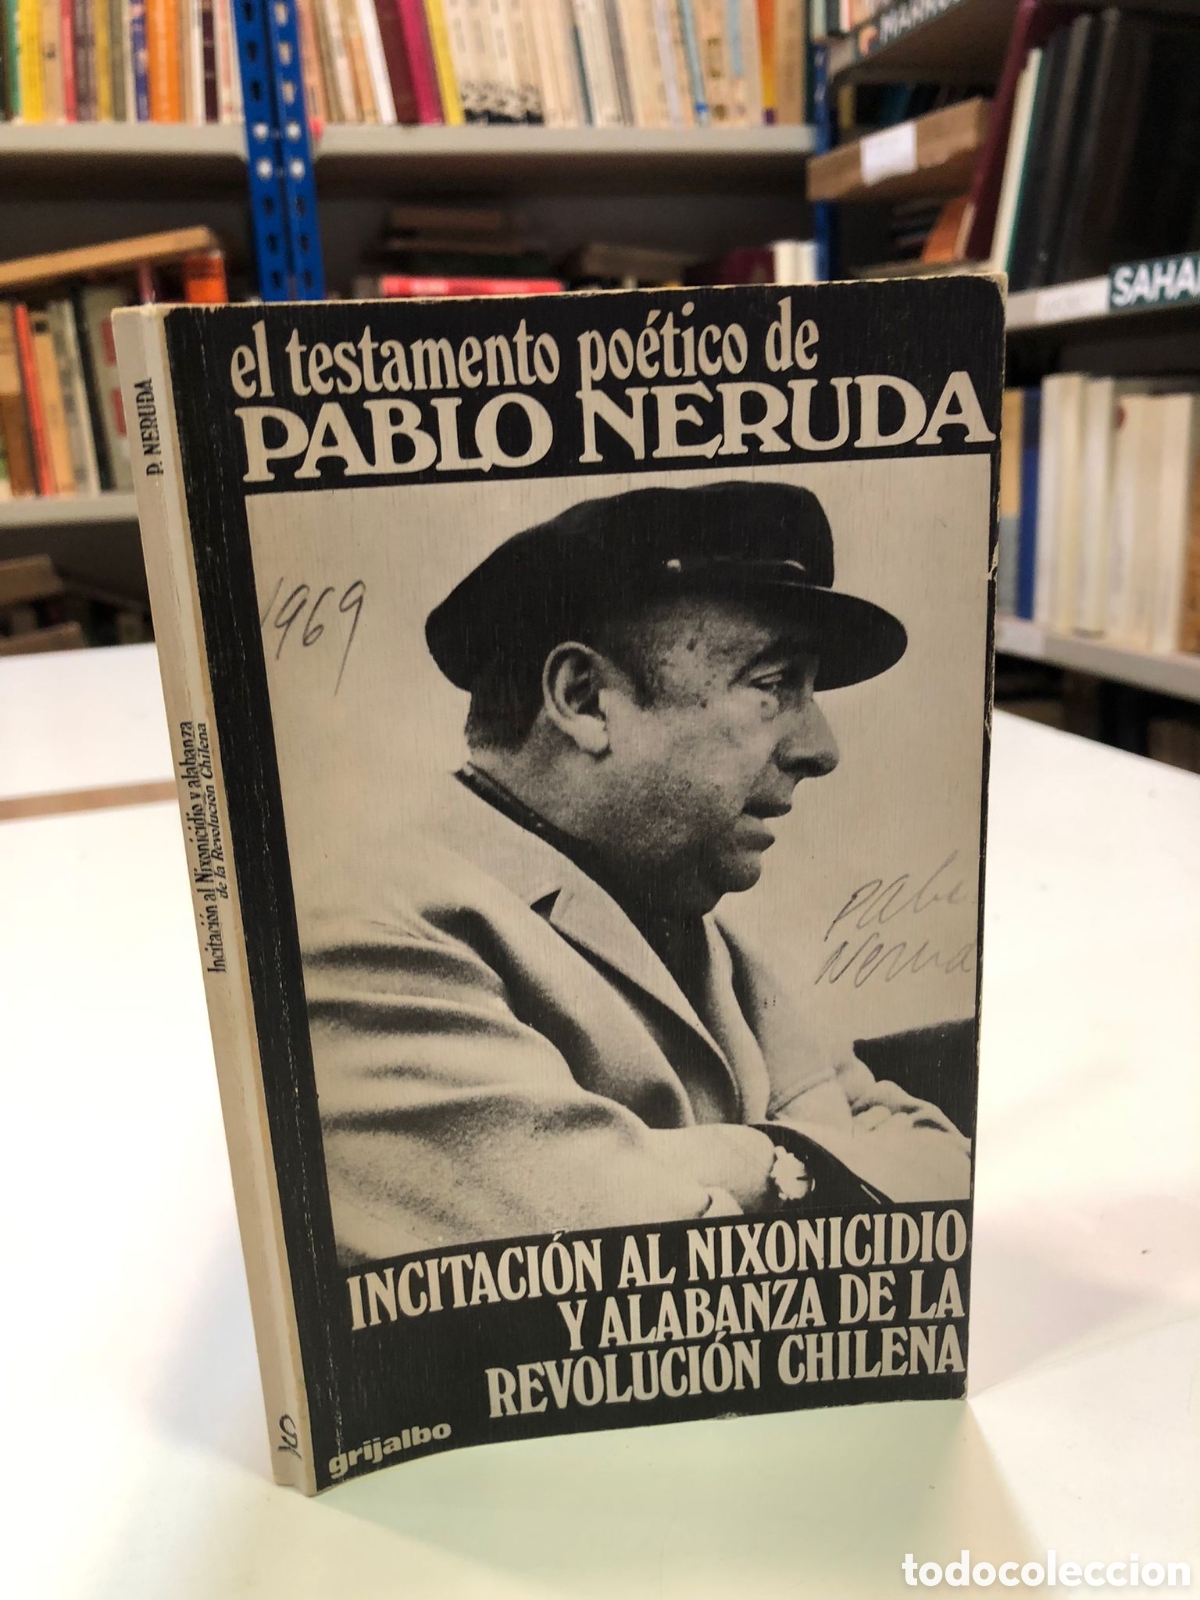 el testamento poético de
PABLO NERUDA
1969
Pablo
Neruda
INCITACIÓN AL NIXONICIDIO
Y ALABANZA DE LA
REVOLUCIÓN CHILENA
grijalbo
P. NERUDA
Incitación al Nixonicidio y alabanza
de la Revolución Chilena
SAHA
todocoleccion